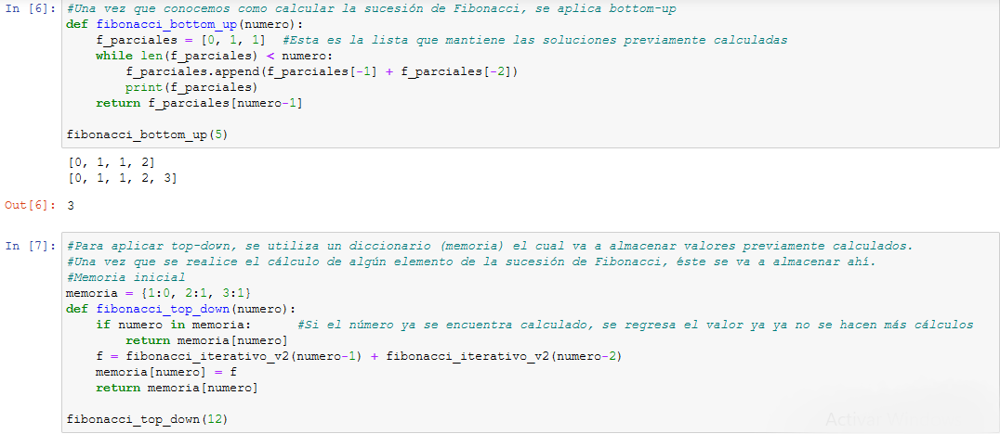 In [6]: #Una vez que conocemos como calcular la sucesión de Fibonacci, se aplica bottom-up
def fibonacci_bottom_up(numero):
    f_parciales = [0, 1, 1]  #Esta es la lista que mantiene las soluciones previamente calculadas
    while len(f_parciales) < numero:
        f_parciales.append(f_parciales[-1] + f_parciales[-2])
        print(f_parciales)
    return f_parciales[numero-1]
fibonacci_bottom_up(5)
[0, 1, 1, 2]
[0, 1, 1, 2, 3]
Out[6]: 3
In [7]: #Para aplicar top-down, se utiliza un diccionario (memoria) el cual va a almacenar valores previamente calculados.
#Una vez que se realice el cálculo de algún elemento de la sucesión de Fibonacci, éste se va a almacenar ahí.
#Memoria inicial
memoria = {1:0, 2:1, 3:1}
def fibonacci_top_down(numero):
    if numero in memoria:      #Si el número ya se encuentra calculado, se regresa el valor ya ya no se hacen más cálculos
        return memoria[numero]
    f = fibonacci_iterativo_v2(numero-1) + fibonacci_iterativo_v2(numero-2)
    memoria[numero] = f
    return memoria[numero]
fibonacci_top_down(12)